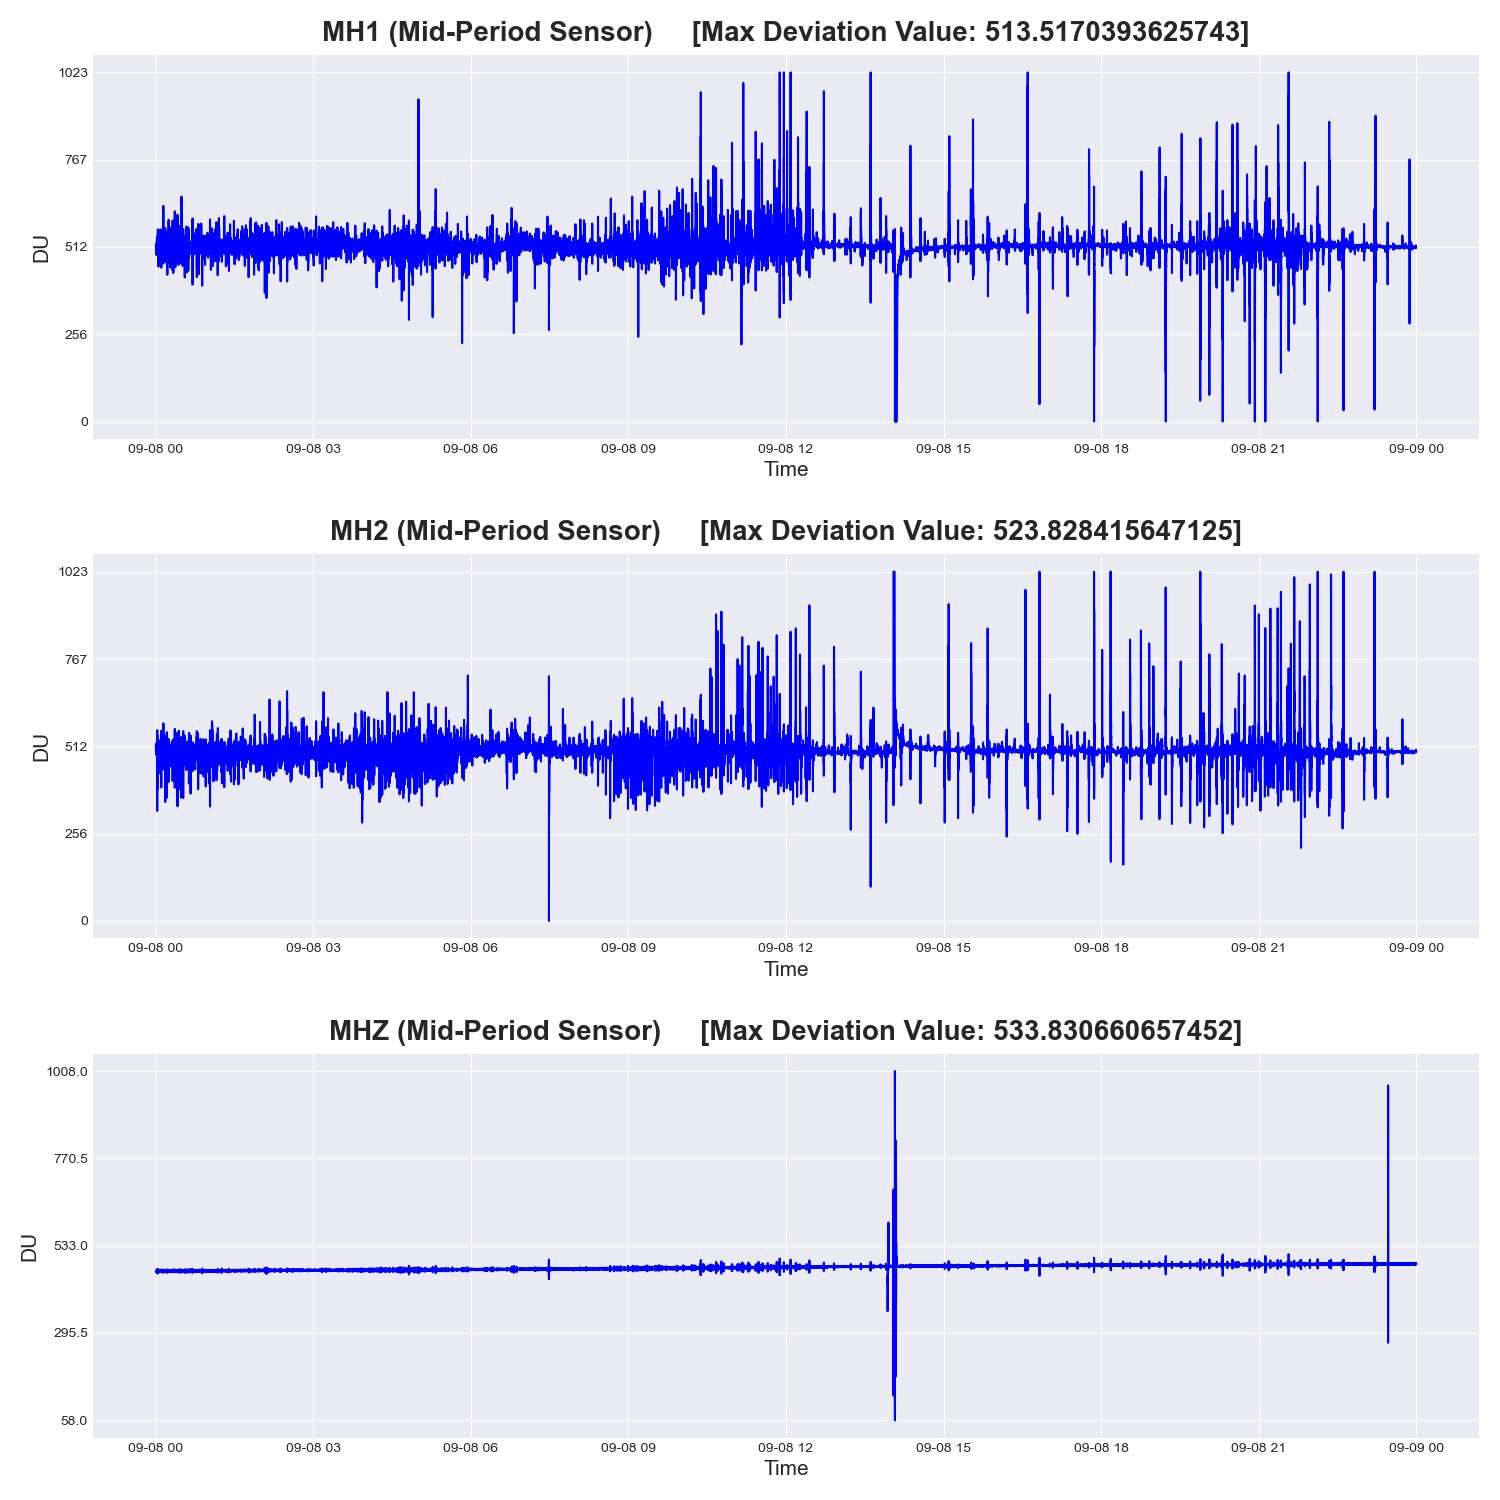 MH1 (Mid-Period Sensor) [Max Deviation Value: 513.5170393625743]
1023
767
512
256
0
DU
09-08 00 09-08 03 09-08 06 09-08 09 09-08 12 09-08 15 09-08 18 09-08 21 09-09 00
Time
MH2 (Mid-Period Sensor) [Max Deviation Value: 523.828415647125]
1023
767
512
256
0
DU
09-08 00 09-08 03 09-08 06 09-08 09 09-08 12 09-08 15 09-08 18 09-08 21 09-09 00
Time
MHZ (Mid-Period Sensor) [Max Deviation Value: 533.830660657452]
1008.0
770.5
533.0
295.5
58.0
DU
09-08 00 09-08 03 09-08 06 09-08 09 09-08 12 09-08 15 09-08 18 09-08 21 09-09 00
Time